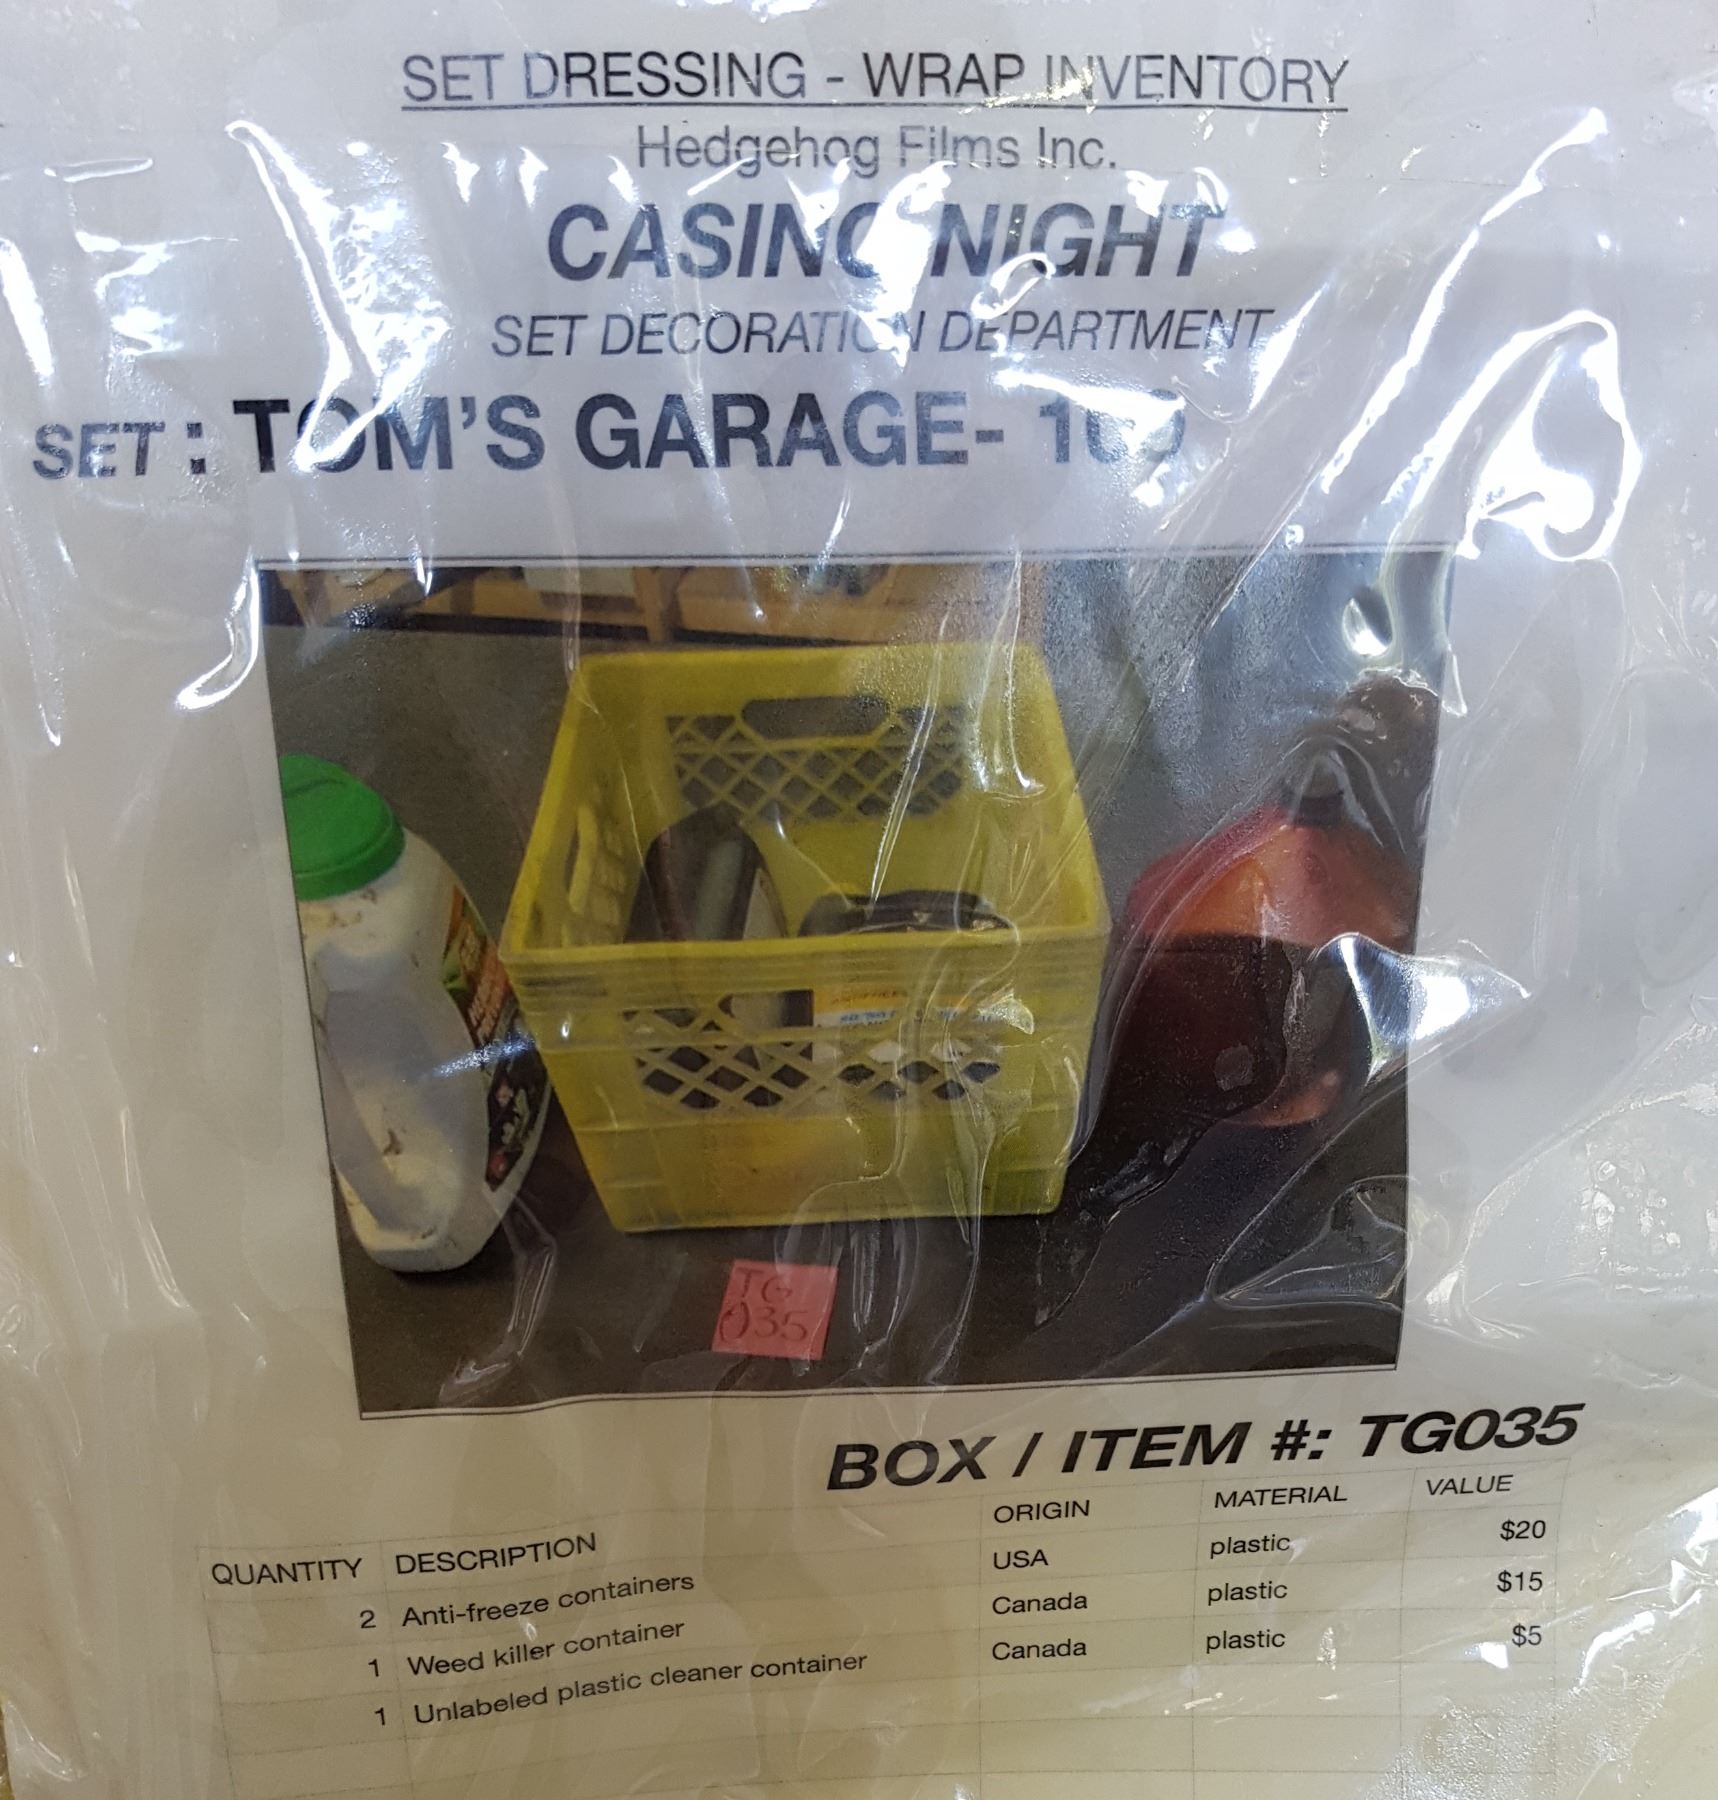 SET DRESSING - WRAP INVENTORY
Hedgehog Films Inc.
CASINO NIGHT
SET DECORATION DEPARTMENT
SET : TOM'S GARAGE-
TG
035
BOX / ITEM #: TG035
QUANTITY DESCRIPTION ORIGIN MATERIAL VALUE
2 Anti-freeze containers USA plastic $20
1 Weed killer container Canada plastic $15
1 Unlabeled plastic cleaner container Canada plastic $5